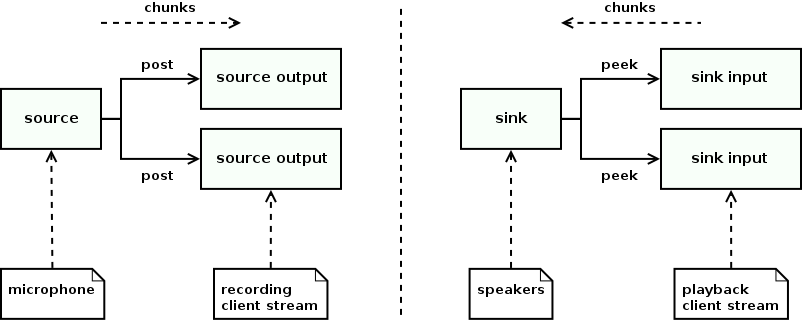 chunks
post
source output
source
source output
post
microphone
recording
client stream
chunks
peek
sink input
sink
sink input
peek
speakers
playback
client stream